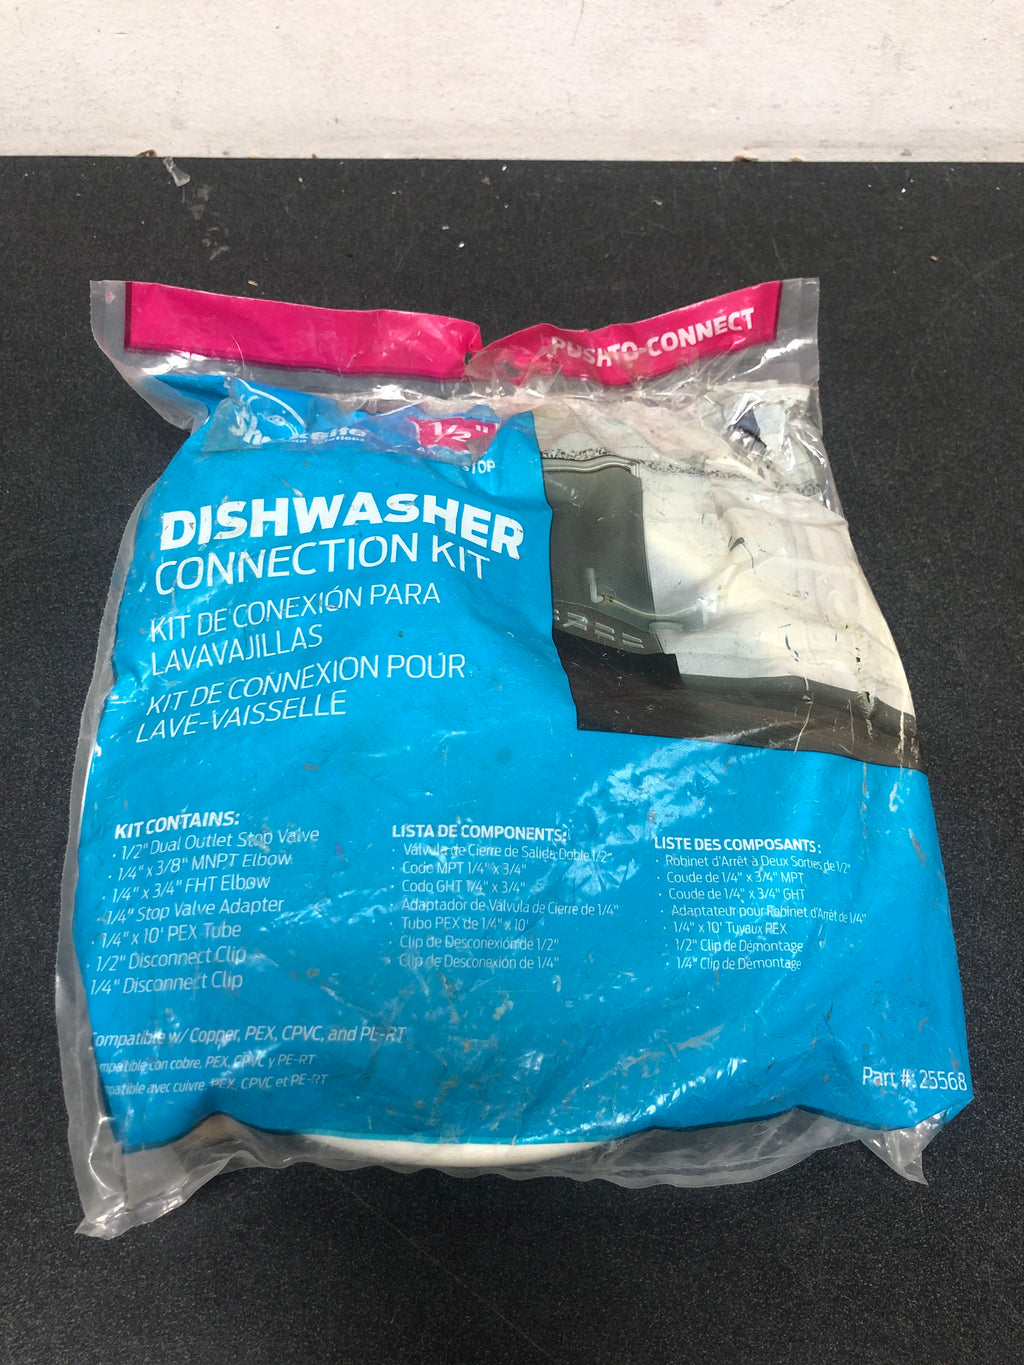 PUSH-TO-CONNECT
SharkBite
1/2"
STOP
DISHWASHER
CONNECTION KIT
KIT DE CONEXIÓN PARA
LAVAVAJILLAS
KIT DE CONNEXION POUR
LAVE-VAISSELLE
KIT CONTAINS:
· 1/2" Dual Outlet Stop Valve
· 1/4" x 3/8" MNPT Elbow
· 1/4" x 3/4" FHT Elbow
· 1/4" Stop Valve Adapter
· 1/4" x 10' PEX Tube
· 1/2" Disconnect Clip
1/4" Disconnect Clip
LISTA DE COMPONENTS:
· Válvula de Cierre de Salida Doble 1/2"
· Codo MPT 1/4" x 3/4"
· Codo GHT 1/4" x 3/4"
· Adaptador de Válvula de Cierre de 1/4"
· Tubo PEX de 1/4" x 10'
· Clip de Desconexión de 1/2"
· Clip de Desconexión de 1/4"
LISTE DES COMPOSANTS:
· Robinet d'Arrêt à Deux Sorties de 1/2"
· Coude de 1/4" x 3/4" MPT
· Coude de 1/4" x 3/4" GHT
· Adaptateur pour Robinet d'Arrêt de 1/4"
· 1/4" x 10' Tuyaux PEX
· 1/2" Clip de Démontage
· 1/4" Clip de Démontage
Compatible w/ Copper, PEX, CPVC, and PE-RT
mpatible con cobre, PEX, CPVC y PE-RT
patible avec cuivre, PEX, CPVC et PE-RT
Part #: 25568